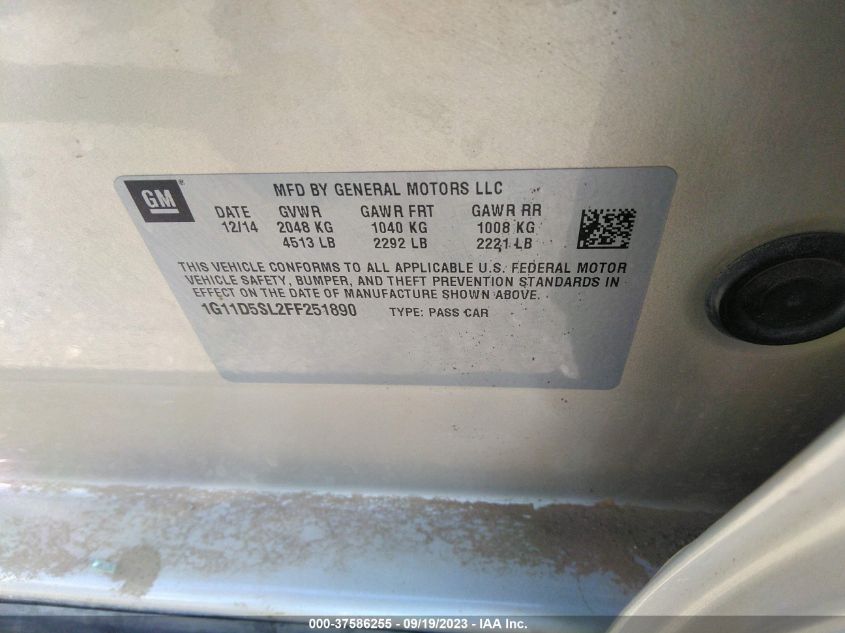 GM ®
MFD BY GENERAL MOTORS LLC
DATE GVWR GAWR FRT GAWR RR
12/14 2048 KG 1040 KG 1008 KG
4513 LB 2292 LB 2221 LB
THIS VEHICLE CONFORMS TO ALL APPLICABLE U.S. FEDERAL MOTOR
VEHICLE SAFETY, BUMPER, AND THEFT PREVENTION STANDARDS IN
EFFECT ON THE DATE OF MANUFACTURE SHOWN ABOVE.
1G11D5SL2FF251890 TYPE: PASS CAR
000-37586255 - 09/19/2023 - IAA Inc.